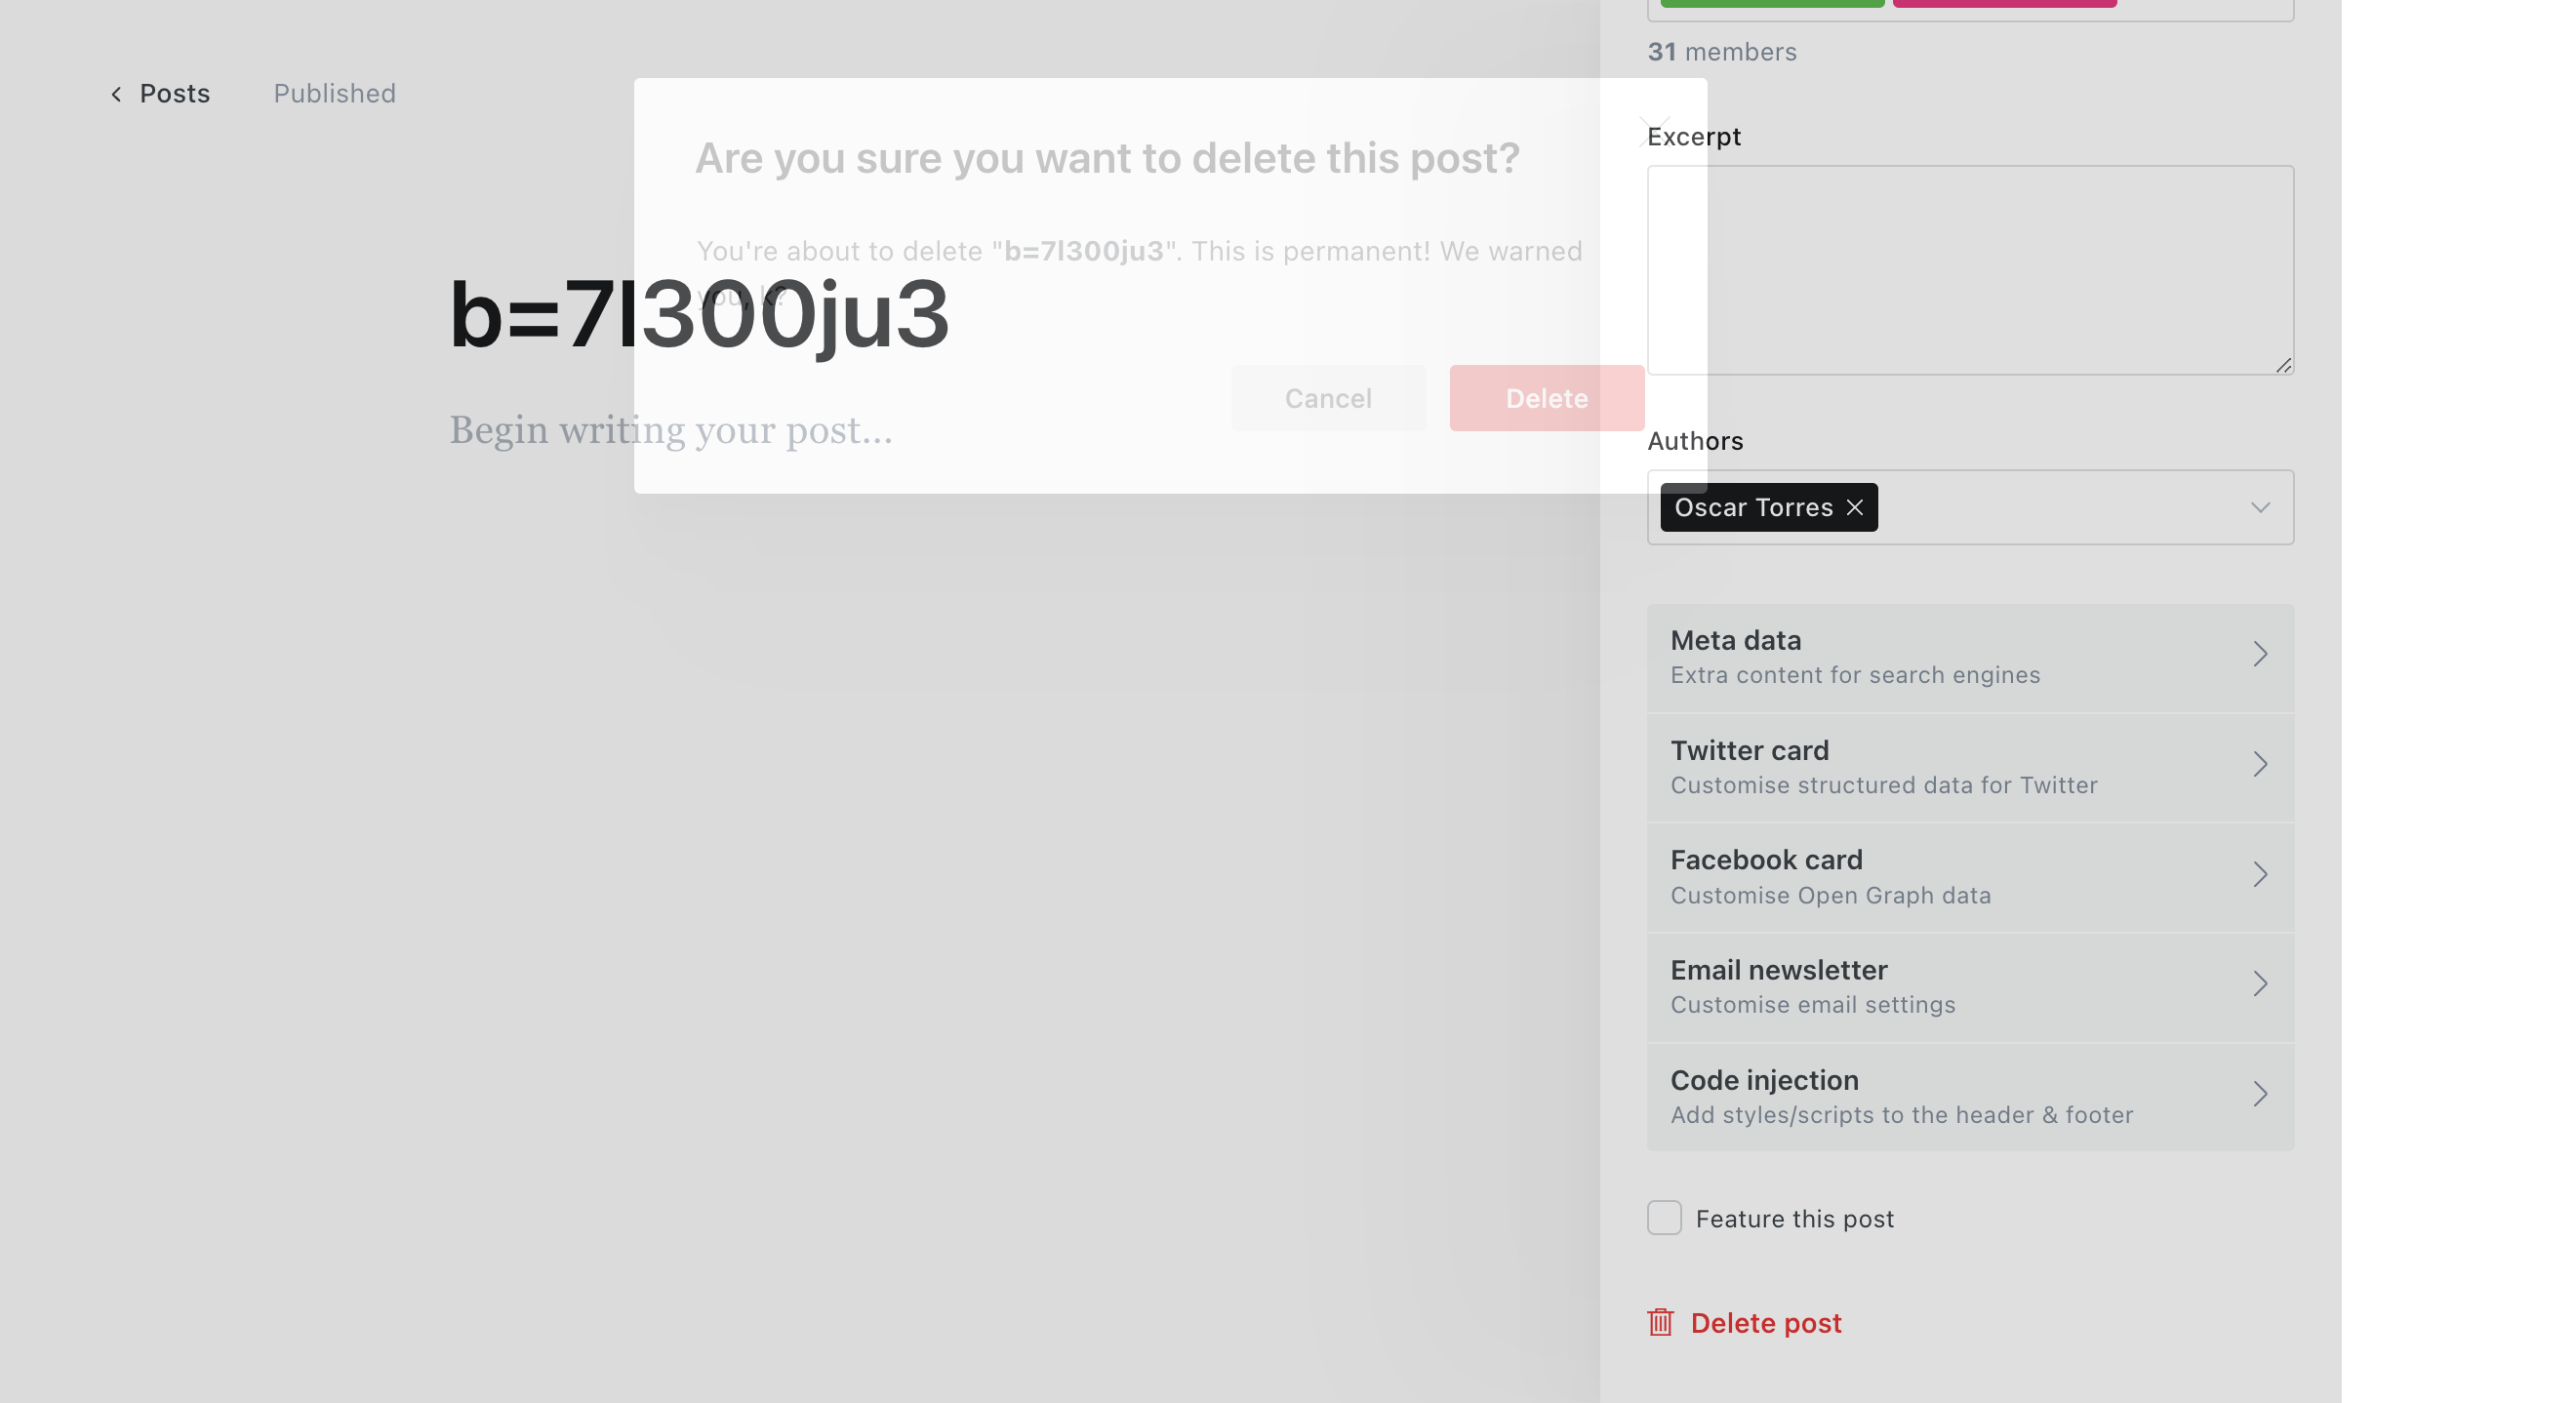 Posts
Published
Are you sure you want to delete this post?
You're about to delete "b=7l300ju3". This is permanent! We warned
you, k?
Cancel
Delete
b=7l300ju3
Begin writing your post...
31 members
Excerpt
Authors
Oscar Torres
Meta data
Extra content for search engines
Twitter card
Customise structured data for Twitter
Facebook card
Customise Open Graph data
Email newsletter
Customise email settings
Code injection
Add styles/scripts to the header & footer
Feature this post
Delete post